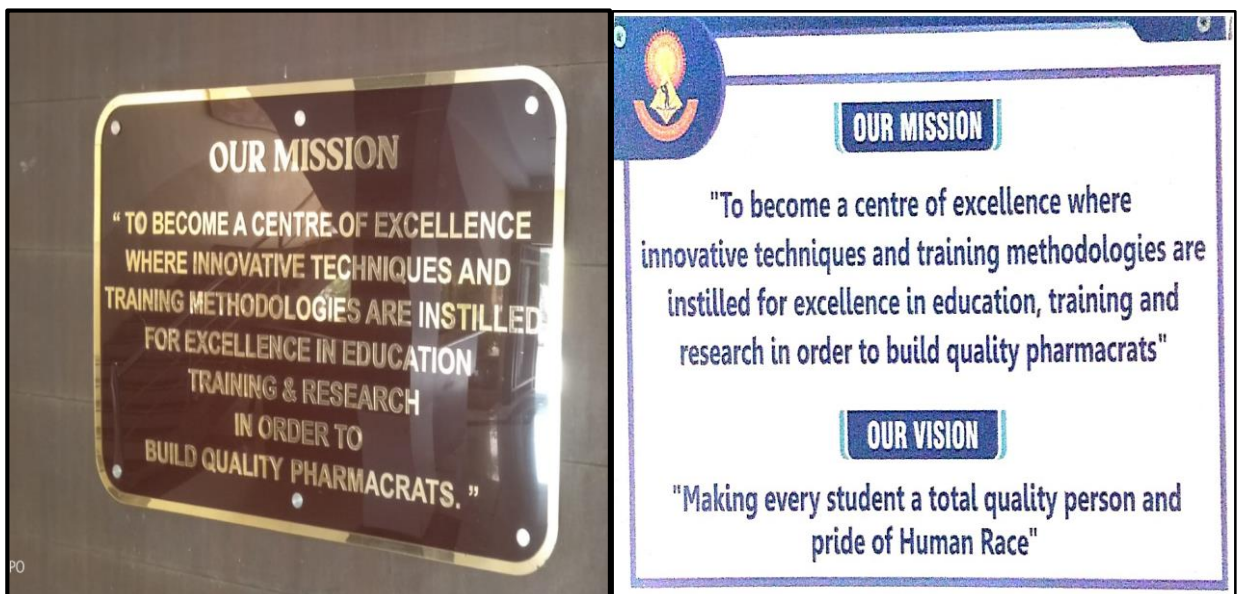 OUR MISSION
“ TO BECOME A CENTRE OF EXCELLENCE
WHERE INNOVATIVE TECHNIQUES AND
TRAINING METHODOLOGIES ARE INSTILLED
FOR EXCELLENCE IN EDUCATION
TRAINING & RESEARCH
IN ORDER TO
BUILD QUALITY PHARMACRATS. ”
PO
OUR MISSION
"To become a centre of excellence where
innovative techniques and training methodologies are
instilled for excellence in education, training and
research in order to build quality pharmacrats"
OUR VISION
"Making every student a total quality person and
pride of Human Race"